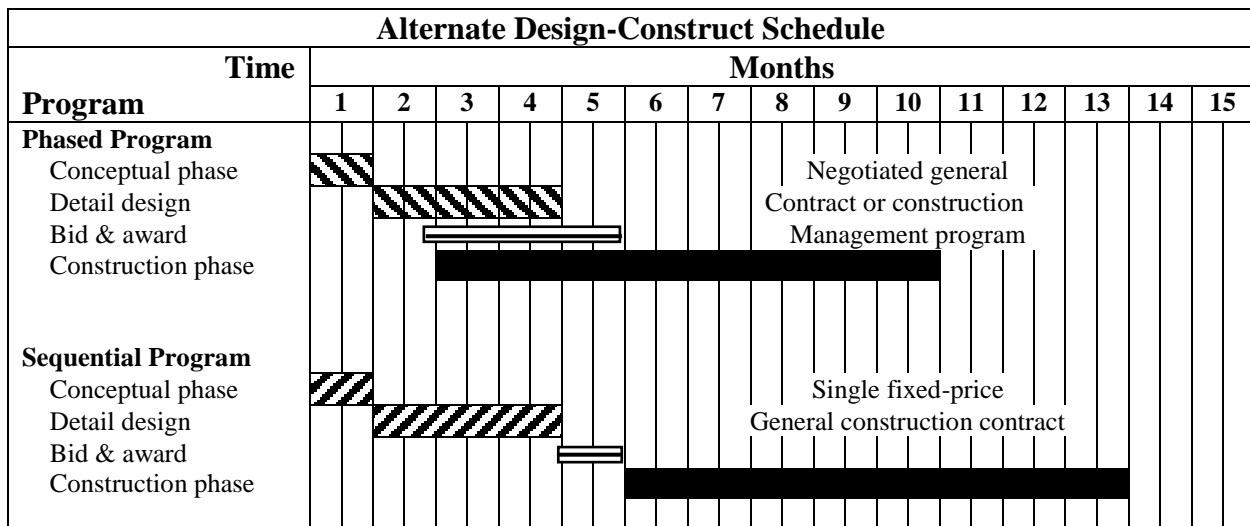 Alternate Design-Construct Schedule
Time Months
Program 1 2 3 4 5 6 7 8 9 10 11 12 13 14 15
Phased Program
Conceptual phase Negotiated general
Detail design Contract or construction
Bid & award Management program
Construction phase
Sequential Program
Conceptual phase Single fixed-price
Detail design General construction contract
Bid & award
Construction phase